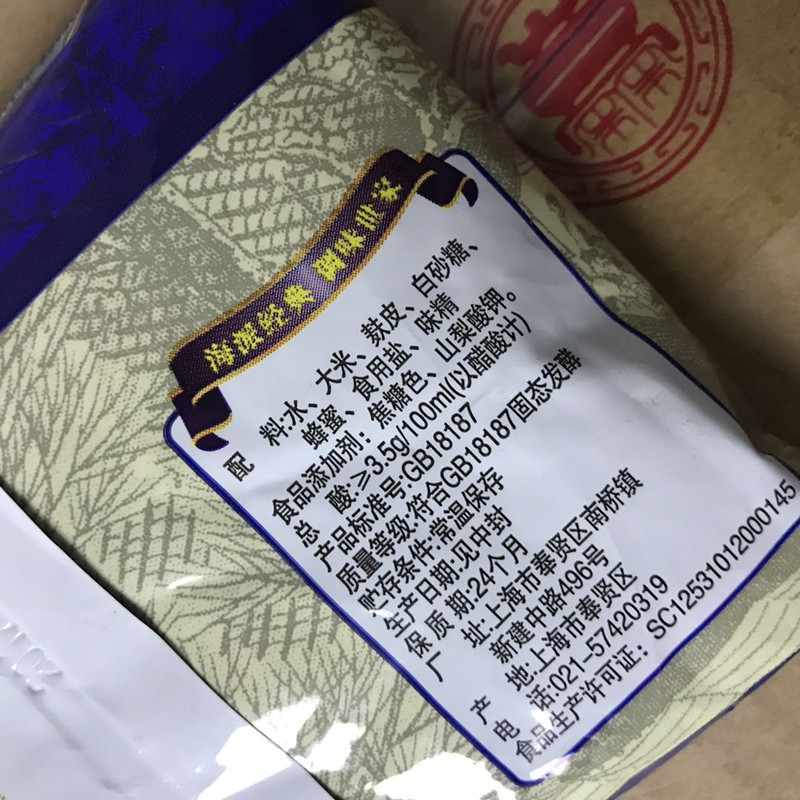 海派经典 调味世家
配 料:水、大米、麸皮、白砂糖、
蜂蜜、食用盐、味精
食品添加剂：焦糖色、山梨酸钾。
总 酸:≥3.5g/100ml(以醋酸计)
产品标准号:GB18187
质量等级:符合GB18187固态发酵
贮存条件:常温保存
生产日期:见中封
保质期:24个月
厂 址:上海市奉贤区南桥镇
新建中路496号
产 地:上海市奉贤区
电 话:021-57420319
食品生产许可证：SC12531012000145